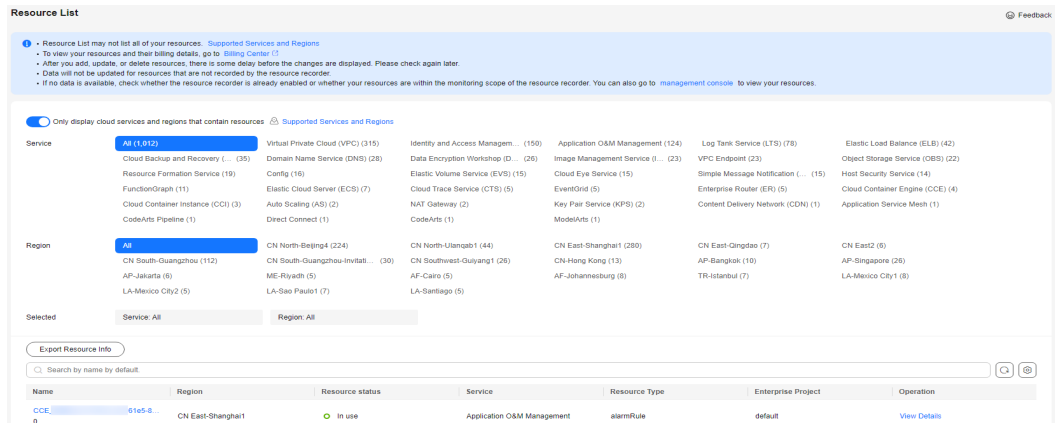 Resource List
Feedback
• Resource List may not list all of your resources. Supported Services and Regions
• To view your resources and their billing details, go to Billing Center
• After you add, update, or delete resources, there is some delay before the changes are displayed. Please check again later.
• Data will not be updated for resources that are not recorded by the resource recorder.
• If no data is available, check whether the resource recorder is already enabled or whether your resources are within the monitoring scope of the resource recorder. You can also go to management console to view your resources.
Only display cloud services and regions that contain resources Supported Services and Regions
Service All (1,012) Virtual Private Cloud (VPC) (315) Identity and Access Managem... (150) Application O&M Management (124) Log Tank Service (LTS) (78) Elastic Load Balance (ELB) (42)
Cloud Backup and Recovery (... (35) Domain Name Service (DNS) (28) Data Encryption Workshop (D... (26) Image Management Service (I... (23) VPC Endpoint (23) Object Storage Service (OBS) (22)
Resource Formation Service (19) Config (16) Elastic Volume Service (EVS) (15) Cloud Eye Service (15) Simple Message Notification (... (15) Host Security Service (14)
FunctionGraph (11) Elastic Cloud Server (ECS) (7) Cloud Trace Service (CTS) (5) EventGrid (5) Enterprise Router (ER) (5) Cloud Container Engine (CCE) (4)
Cloud Container Instance (CCI) (3) Auto Scaling (AS) (2) NAT Gateway (2) Key Pair Service (KPS) (2) Content Delivery Network (CDN) (1) Application Service Mesh (1)
CodeArts Pipeline (1) Direct Connect (1) CodeArts (1) ModelArts (1)
Region All CN North-Beijing4 (224) CN North-Ulanqab1 (44) CN East-Shanghai1 (280) CN East-Qingdao (7) CN East2 (6)
CN South-Guangzhou (112) CN South-Guangzhou-Invitati... (30) CN Southwest-Guiyang1 (26) CN-Hong Kong (13) AP-Bangkok (10) AP-Singapore (26)
AP-Jakarta (6) ME-Riyadh (5) AF-Cairo (5) AF-Johannesburg (8) TR-Istanbul (7) LA-Mexico City1 (8)
LA-Mexico City2 (5) LA-Sao Paulo1 (7) LA-Santiago (5)
Selected Service: All Region: All
Export Resource Info
Search by name by default.
Name Region Resource status Service Resource Type Enterprise Project Operation
CCE_ 61e5-8... CN East-Shanghai1 In use Application O&M Management alarmRule default View Details